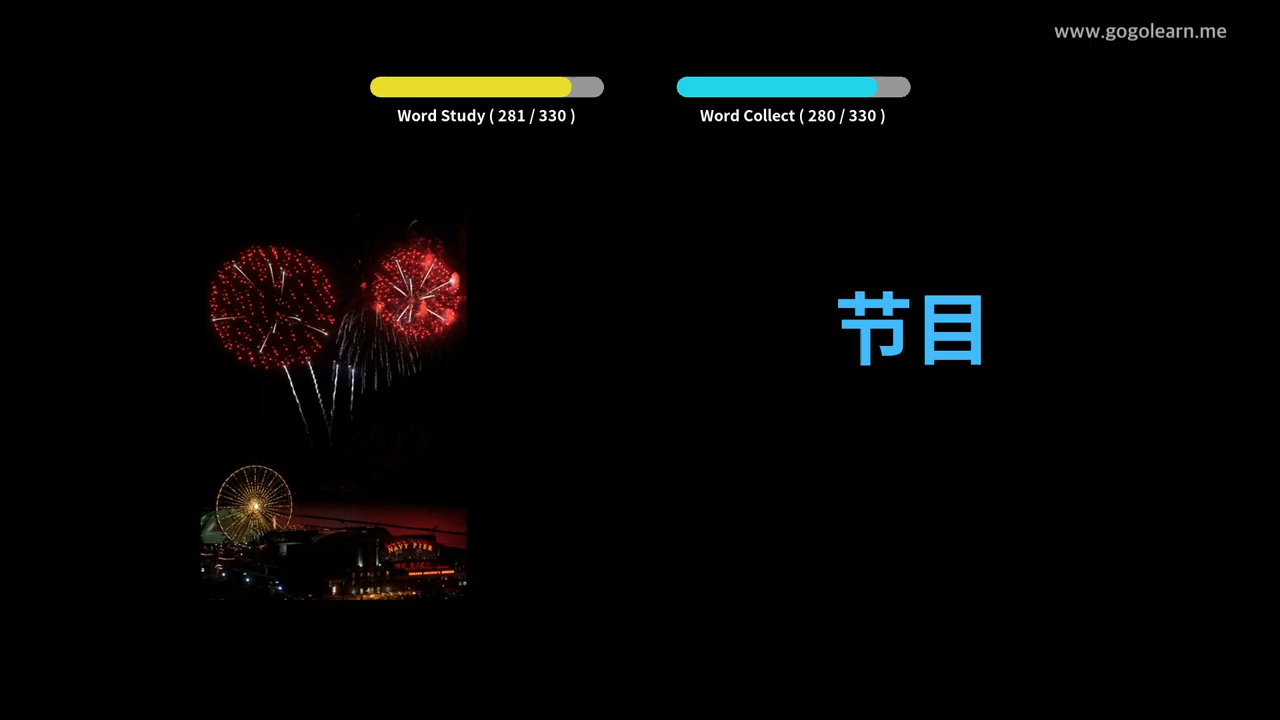 www.gogolearn.me
Word Study ( 281 / 330 )
Word Collect ( 280 / 330 )
节目
NAVY PIER